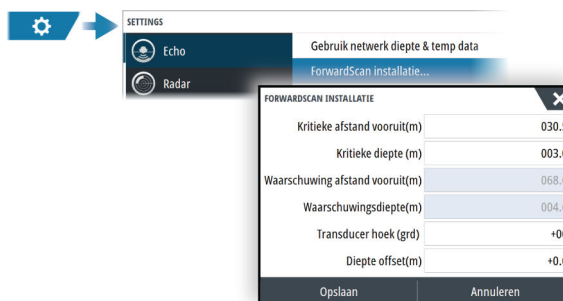 SETTINGS
Echo
Gebruik netwerk diepte & temp data
ForwardScan installatie...
Radar
FORWARDSCAN INSTALLATIE
Kritieke afstand vooruit(m)
Kritieke diepte (m)
Waarschuwing afstand vooruit(m)
Waarschuwingsdiepte(m)
Transducer hoek (grd)
Diepte offset(m)
Opslaan
Annuleren